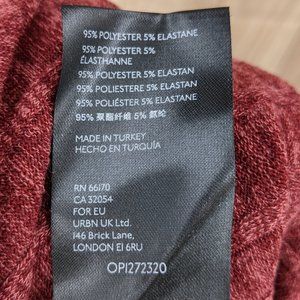 95% POLYESTER 5% ELASTANE
95% POLYESTER 5%
ÉLASTHANNE
95% POLYESTER 5% ELASTAN
95% POLIESTERE 5% ELASTAN
95% POLIÉSTER 5% ELASTANE
95% 聚酯纤维 5% 氨纶
MADE IN TURKEY
HECHO EN TURQUÍA
RN 66170
CA 32054
FOR EU
URBN UK Ltd.
146 Brick Lane,
LONDON E1 6RU
OP1272320